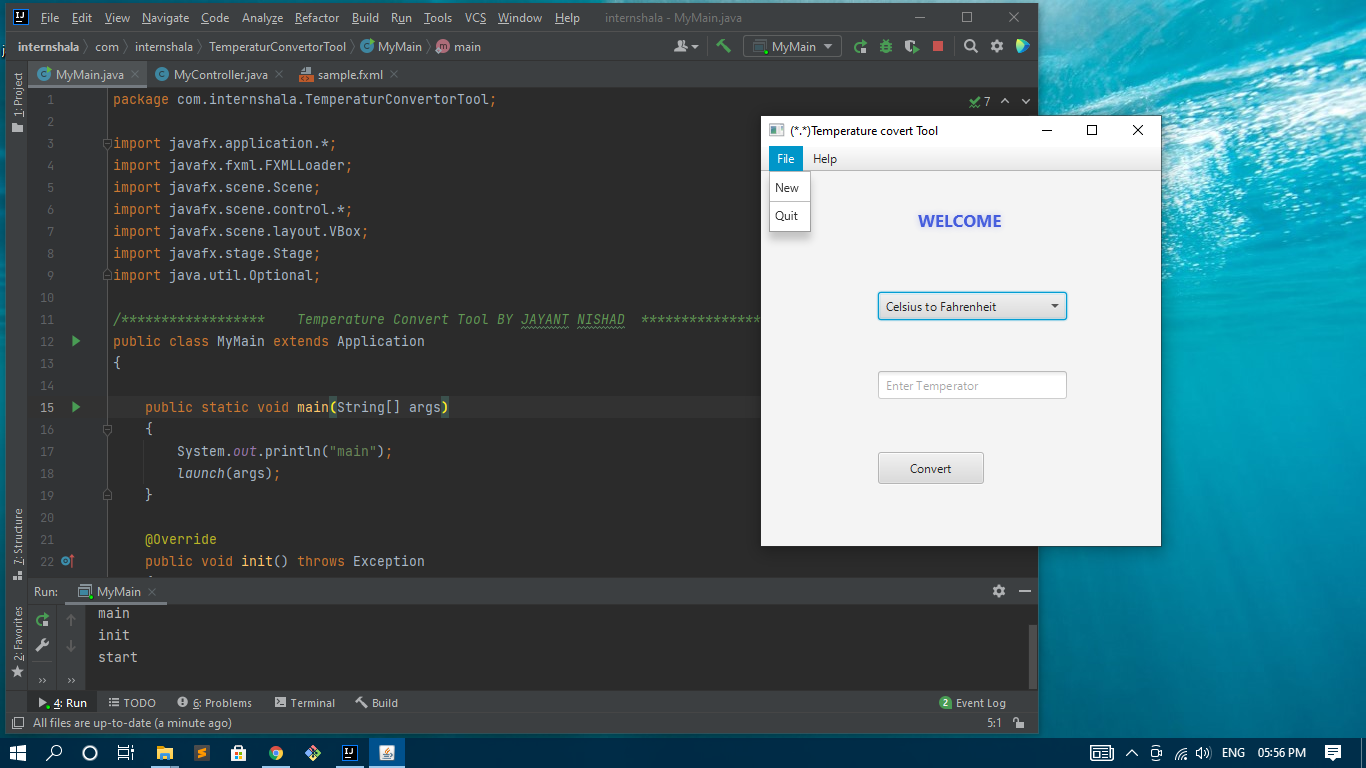 File Edit View Navigate Code Analyze Refactor Build Run Tools VCS Window Help internshala - MyMain.java
internshala com internshala TemperaturConvertorTool MyMain main MyMain
MyMain.java MyController.java sample.fxml
1: Project
7
1 package com.internshala.TemperaturConvertorTool;
2
3 import javafx.application.*;
4 import javafx.fxml.FXMLLoader;
5 import javafx.scene.Scene;
6 import javafx.scene.control.*;
7 import javafx.scene.layout.VBox;
8 import javafx.stage.Stage;
9 import java.util.Optional;
10
11 /****************** Temperature Convert Tool BY JAYANT NISHAD ***************
12 public class MyMain extends Application
13 {
14
15 public static void main(String[] args)
16 {
17 System.out.println("main");
18 launch(args);
19 }
20
21 @Override
22 public void init() throws Exception
(*.*)Temperature covert Tool
File Help
New
Quit
WELCOME
Celsius to Fahrenheit
Enter Temperator
Convert
7: Structure
2: Favorites
Run: MyMain
main
init
start
4: Run TODO 6: Problems Terminal Build 2 Event Log
All files are up-to-date (a minute ago) 5:1
ENG 05:56 PM